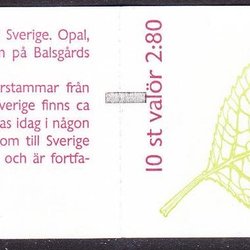 Sverige. Opal,
på Balsgårds
rstammar från
verige finns ca
as idag i någon
om till Sverige
och är fortfa-
10 st valör 2:80